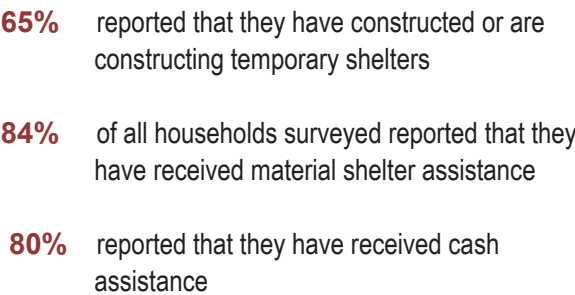 65% reported that they have constructed or are
constructing temporary shelters
84% of all households surveyed reported that they
have received material shelter assistance
80% reported that they have received cash
assistance